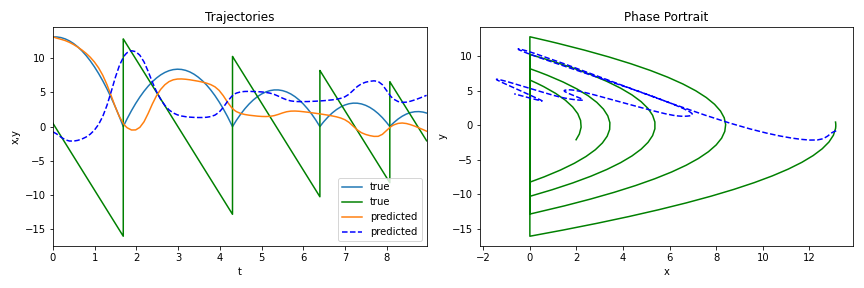 Trajectories
x,y
10
5
0
−5
−10
−15
0 1 2 3 4 5 6 7 8
t
true
true
predicted
predicted
Phase Portrait
y
10
5
0
−5
−10
−15
−2 0 2 4 6 8 10 12
x